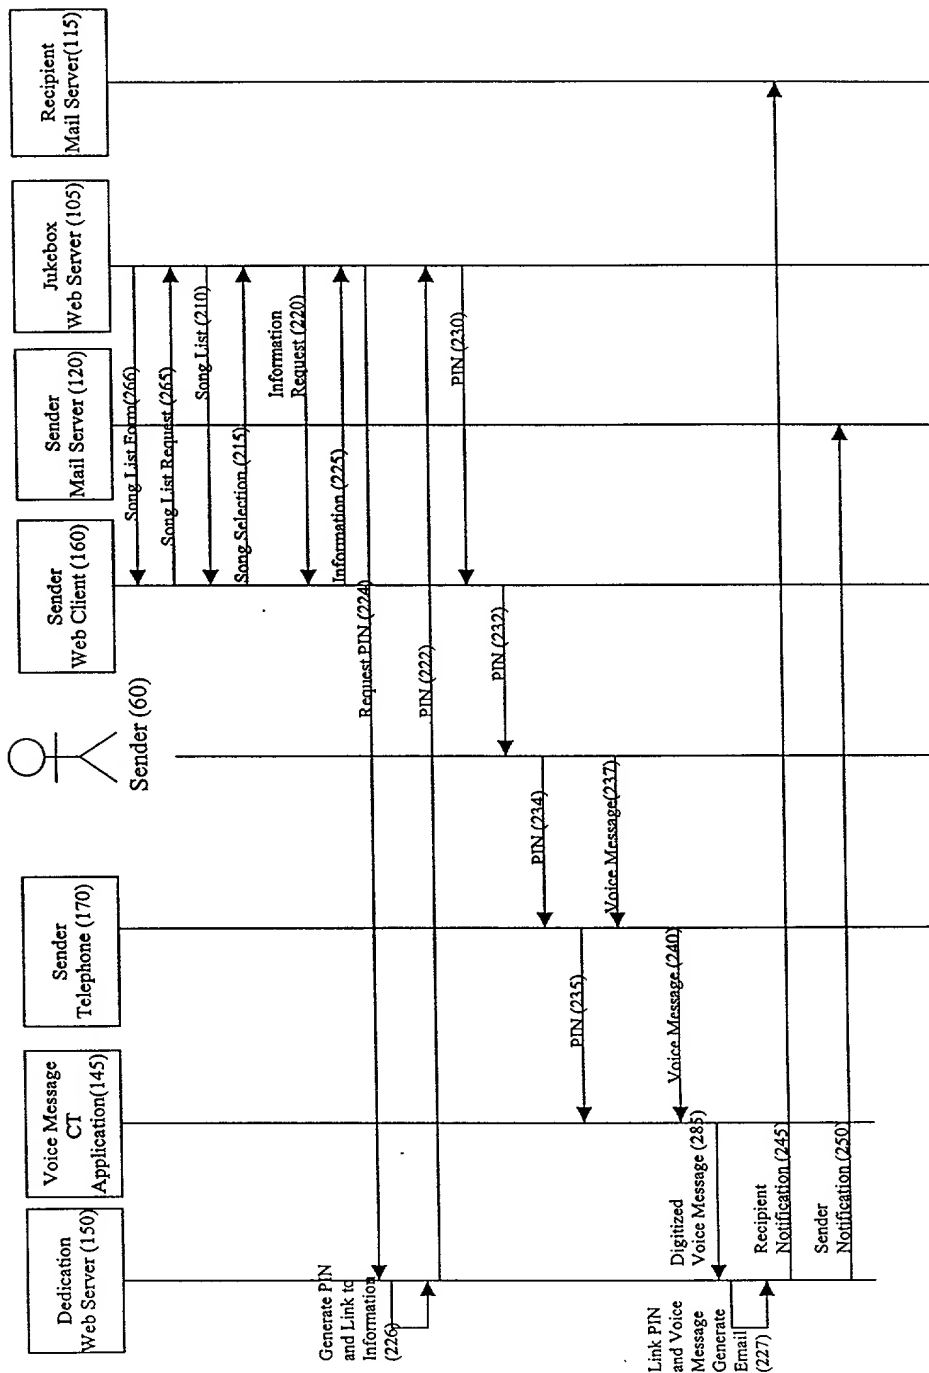 Dedication
Web Server (150)
Voice Message
CT
Application(145)
Sender
Telephone (170)
Sender (60)
Sender
Web Client (160)
Sender
Mail Server (120)
Jukebox
Web Server (105)
Recipient
Mail Server(115)
Song List Form(266)
Song List Request (265)
Song List (210)
Song Selection (215)
Information
Request (220)
Information (225)
Request PIN (224)
Generate PIN
and Link to
Information
(226)
PIN (222)
PIN (230)
PIN (232)
PIN (234)
PIN (235)
Voice Message(237)
Voice Message (240)
Digitized
Voice Message (285)
Link PIN
and Voice
Message
Generate
Email
(227)
Recipient
Notification (245)
Sender
Notification (250)